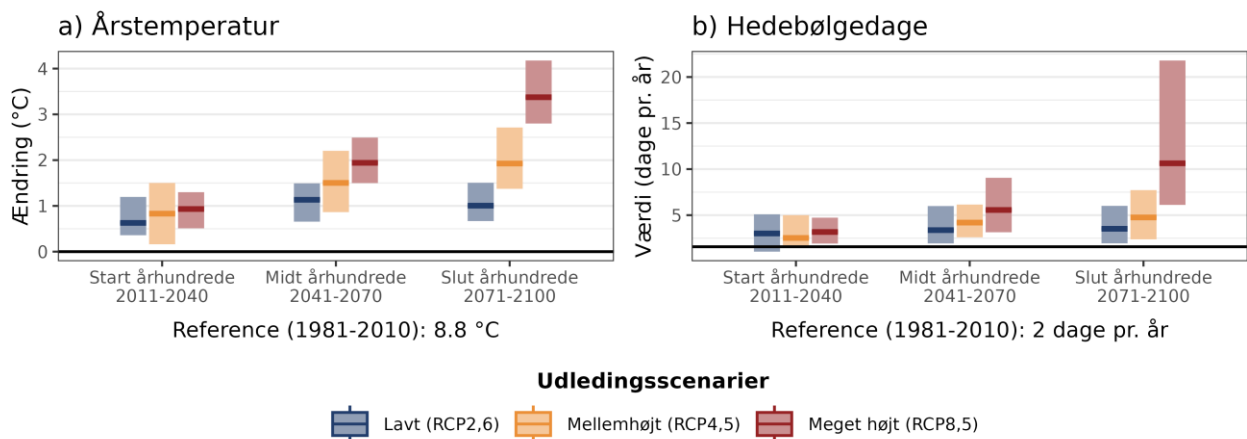 a) Årstemperatur
Ændring (°C)
4
3
2
1
0
Start århundrede
2011-2040
Midt århundrede
2041-2070
Slut århundrede
2071-2100
Reference (1981-2010): 8.8 °C
b) Hedebølgedage
Værdi (dage pr. år)
20
15
10
5
Start århundrede
2011-2040
Midt århundrede
2041-2070
Slut århundrede
2071-2100
Reference (1981-2010): 2 dage pr. år
Udledingsscenarier
Lavt (RCP2,6)
Mellemhøjt (RCP4,5)
Meget højt (RCP8,5)